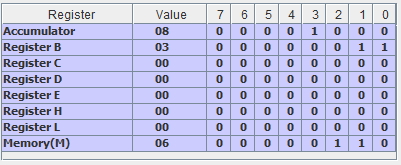 Register Value 7 6 5 4 3 2 1 0
Accumulator 08 0 0 0 0 1 0 0 0
Register B 03 0 0 0 0 0 0 1 1
Register C 00 0 0 0 0 0 0 0 0
Register D 00 0 0 0 0 0 0 0 0
Register E 00 0 0 0 0 0 0 0 0
Register H 00 0 0 0 0 0 0 0 0
Register L 00 0 0 0 0 0 0 0 0
Memory(M) 06 0 0 0 0 0 1 1 0